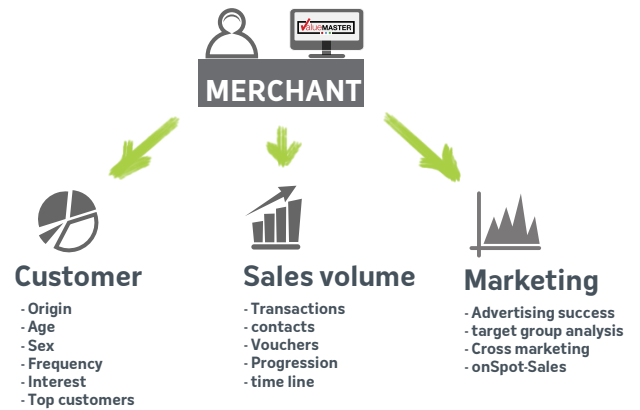 ValueMASTER
MERCHANT
Customer
- Origin
- Age
- Sex
- Frequency
- Interest
- Top customers
Sales volume
- Transactions
- contacts
- Vouchers
- Progression
- time line
Marketing
- Advertising success
- target group analysis
- Cross marketing
- onSpot-Sales